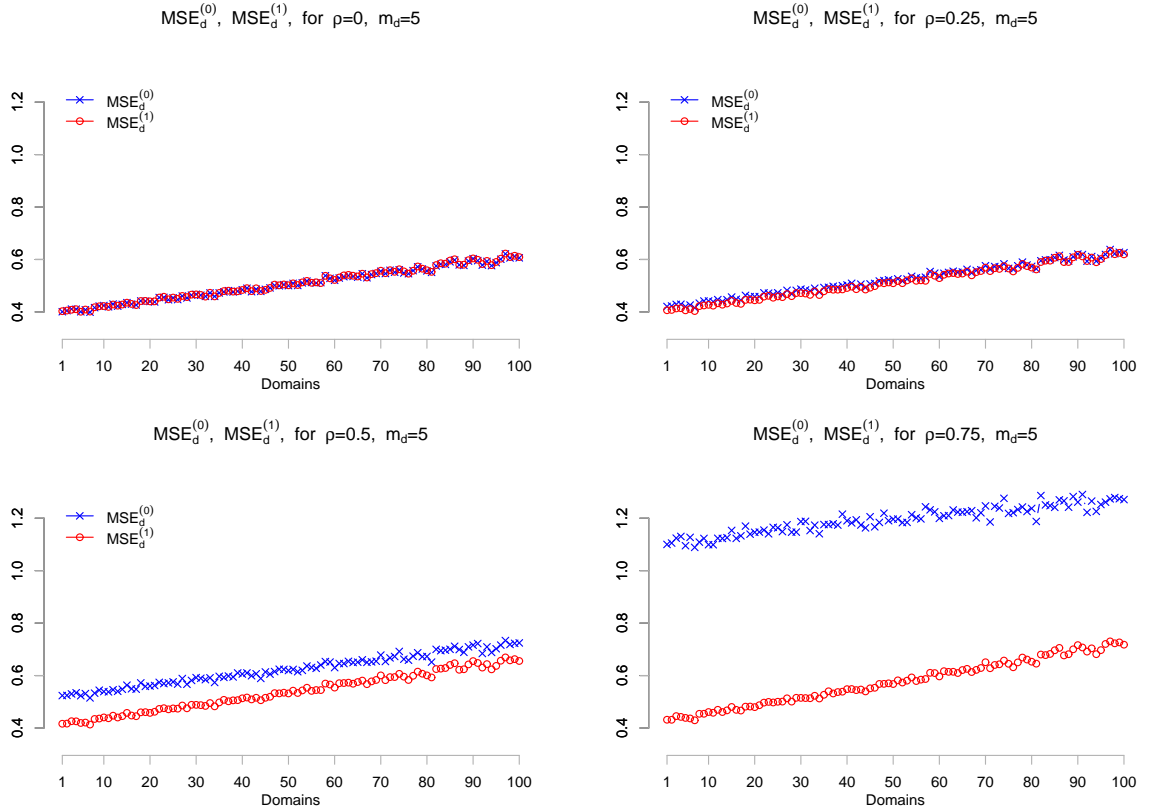 MSE_d^(0), MSE_d^(1), for ρ=0, m_d=5
MSE_d^(0)
MSE_d^(1)
1.2
1.0
0.8
0.6
0.4
1 10 20 30 40 50 60 70 80 90 100
Domains
MSE_d^(0), MSE_d^(1), for ρ=0.25, m_d=5
MSE_d^(0)
MSE_d^(1)
1.2
1.0
0.8
0.6
0.4
1 10 20 30 40 50 60 70 80 90 100
Domains
MSE_d^(0), MSE_d^(1), for ρ=0.5, m_d=5
MSE_d^(0)
MSE_d^(1)
1.2
1.0
0.8
0.6
0.4
1 10 20 30 40 50 60 70 80 90 100
Domains
MSE_d^(0), MSE_d^(1), for ρ=0.75, m_d=5
1.2
1.0
0.8
0.6
0.4
1 10 20 30 40 50 60 70 80 90 100
Domains